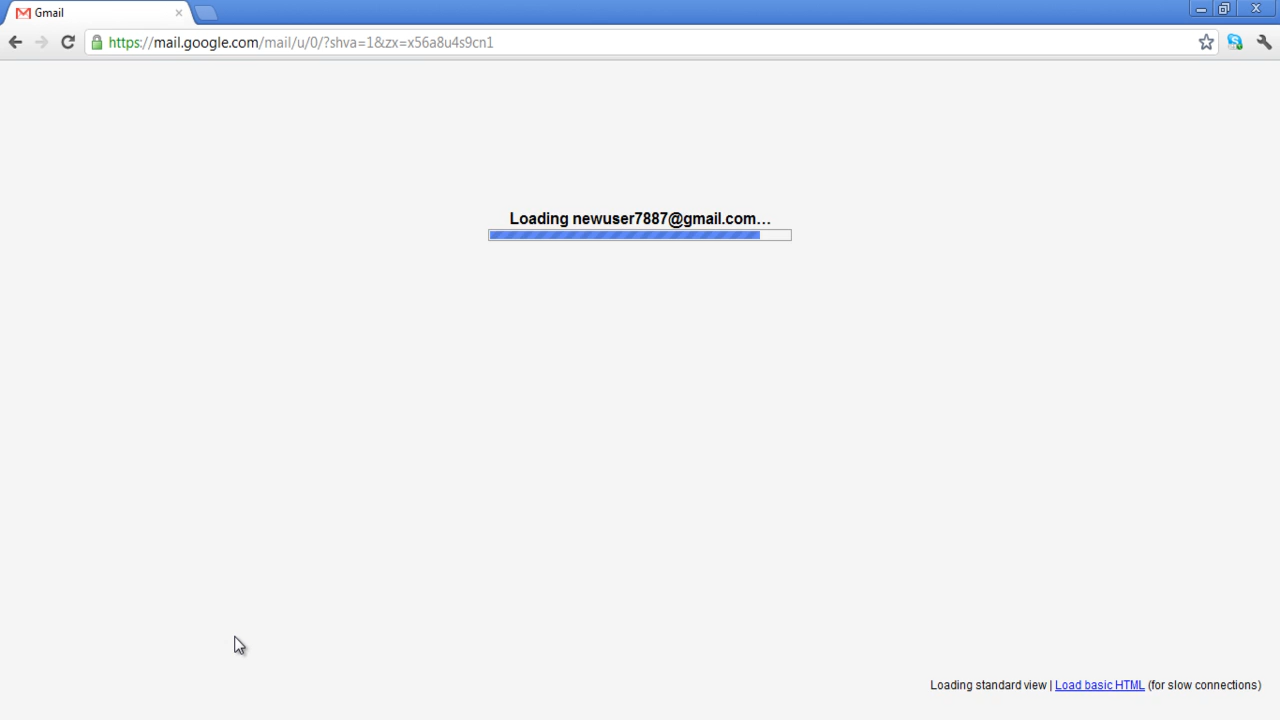 Gmail
https://mail.google.com/mail/u/0/?shva=1&zx=x56a8u4s9cn1
Loading newuser7887@gmail.com...
Loading standard view | Load basic HTML (for slow connections)